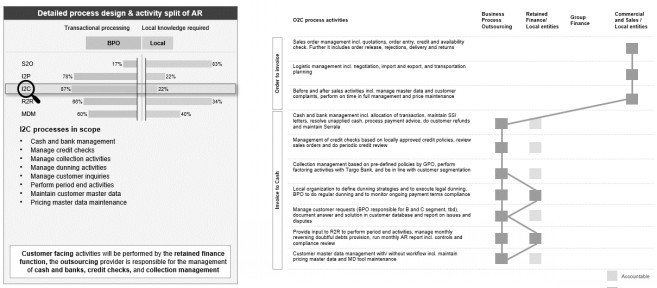 Detailed process design & activity split of AR
Transactional processing
Local knowledge required
BPO
Local
S2O
17%
83%
I2P
78%
22%
I2C
87%
22%
R2R
66%
34%
MDM
60%
40%
I2C processes in scope
• Cash and bank management
• Manage credit checks
• Manage collection activities
• Manage dunning activities
• Manage customer inquiries
• Perform period end activities
• Maintain customer master data
• Pricing master data maintenance
Customer facing activities will be performed by the retained finance
function, the outsourcing provider is responsible for the management
of cash and banks, credit checks, and collection management
O2C process activities
Business
Process
Outsourcing
Retained
Finance/
Local entities
Group
Finance
Commercial
and Sales /
Local entities
Order to Invoice
Sales order management incl. quotations, order entry, credit and availability
check. Further it includes order release, rejections, delivery and returns
Logistic management incl. negotiation, import and export, and transportation
planning
Before and after sales activities incl. manage master data and customer
complaints, perform on time in full management and price maintenance
Invoice to Cash
Cash and bank management incl. allocation of transaction, maintain SSI
letters, resolve unapplied cash, process payment advice, do customer refunds
and maintain Serrala
Management of credit checks based on locally approved credit policies, review
sales orders and do periodic credit review
Collection management based on pre-defined policies by GPO, perform
factoring activities with Targo Bank, and be in line with customer segmentation
Local organization to define dunning strategies and to execute legal dunning,
BPO to do regular dunning and to monitor ongoing payment terms compliance
Manage customer requests (BPO responsible for B and C segment, tbd),
document answer and solution in customer database and report on issues and
disputes
Provide input to R2R to perform period end activities, manage monthly
reversing doubtful debts provision, run monthly AR report incl. controls and
compliance review
Customer master data management with/ without workflow incl. maintain
pricing master data and MD tool maintenance
Accountable